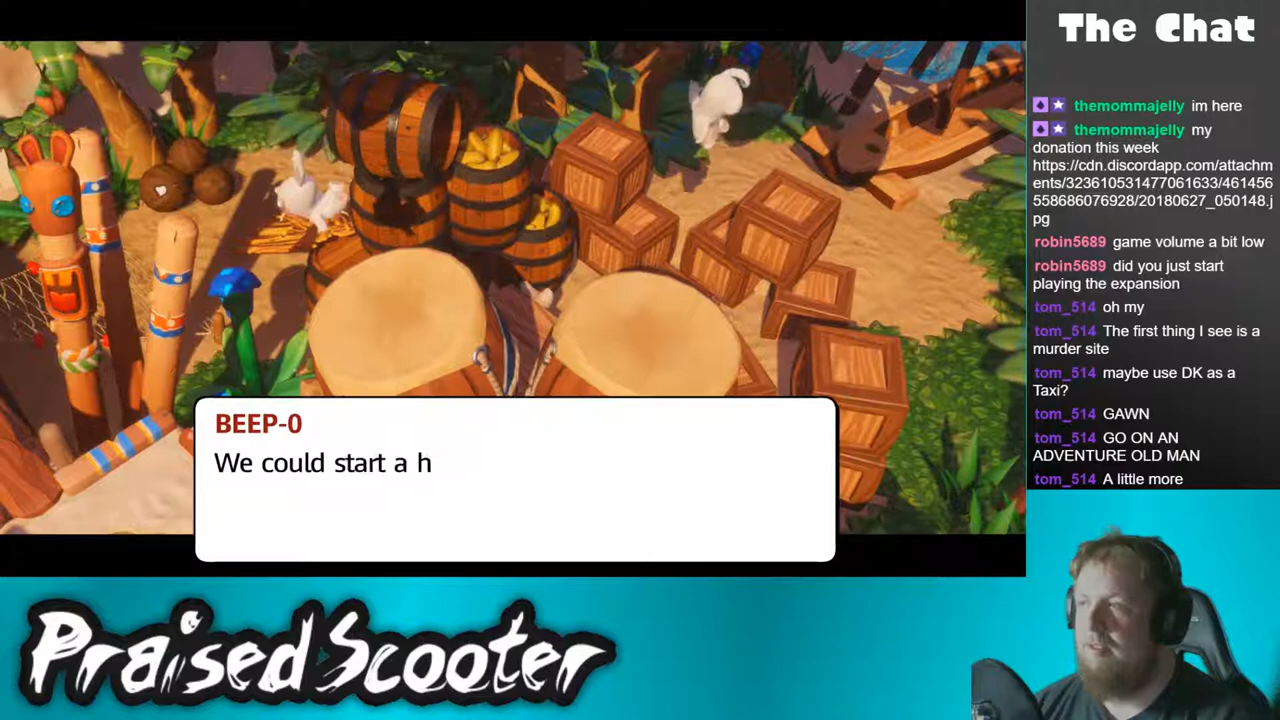 The Chat
themommajelly im here
themommajelly my
donation this week
https://cdn.discordapp.com/attachm
ents/323610531477061633/461456
558686076928/20180627_050148.j
pg
robin5689 game volume a bit low
robin5689 did you just start
playing the expansion
tom_514 oh my
tom_514 The first thing I see is a
murder site
tom_514 maybe use DK as a
Taxi?
tom_514 GAWN
tom_514 GO ON AN
ADVENTURE OLD MAN
tom_514 A little more
BEEP-0
We could start a h
PraisedScooter